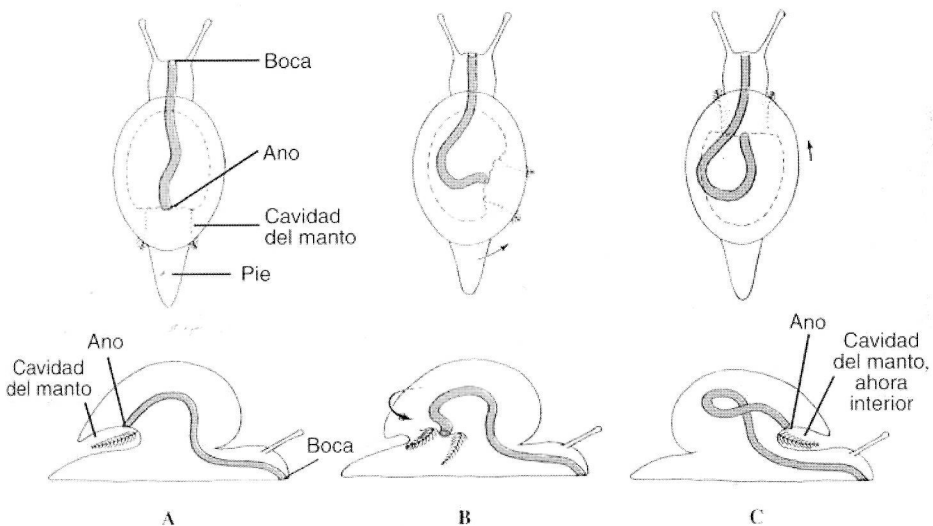 Boca
Ano
Cavidad
del manto
Pie
Ano
Cavidad
del manto
Boca
Ano
Cavidad
del manto,
ahora
interior
A
B
C